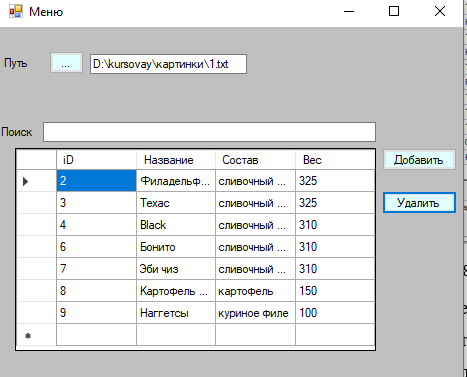 Меню
Путь ... D:\kursovay\картинки\1.txt
Поиск
iD Название Состав Вес
Добавить
2 Филадельф... сливочный ... 325
3 Техас сливочный ... 325
Удалить
4 Black сливочный ... 310
6 Бонито сливочный ... 310
7 Эби чиз сливочный ... 310
8 Картофель ... картофель 150
9 Наггетсы куриное филе 100